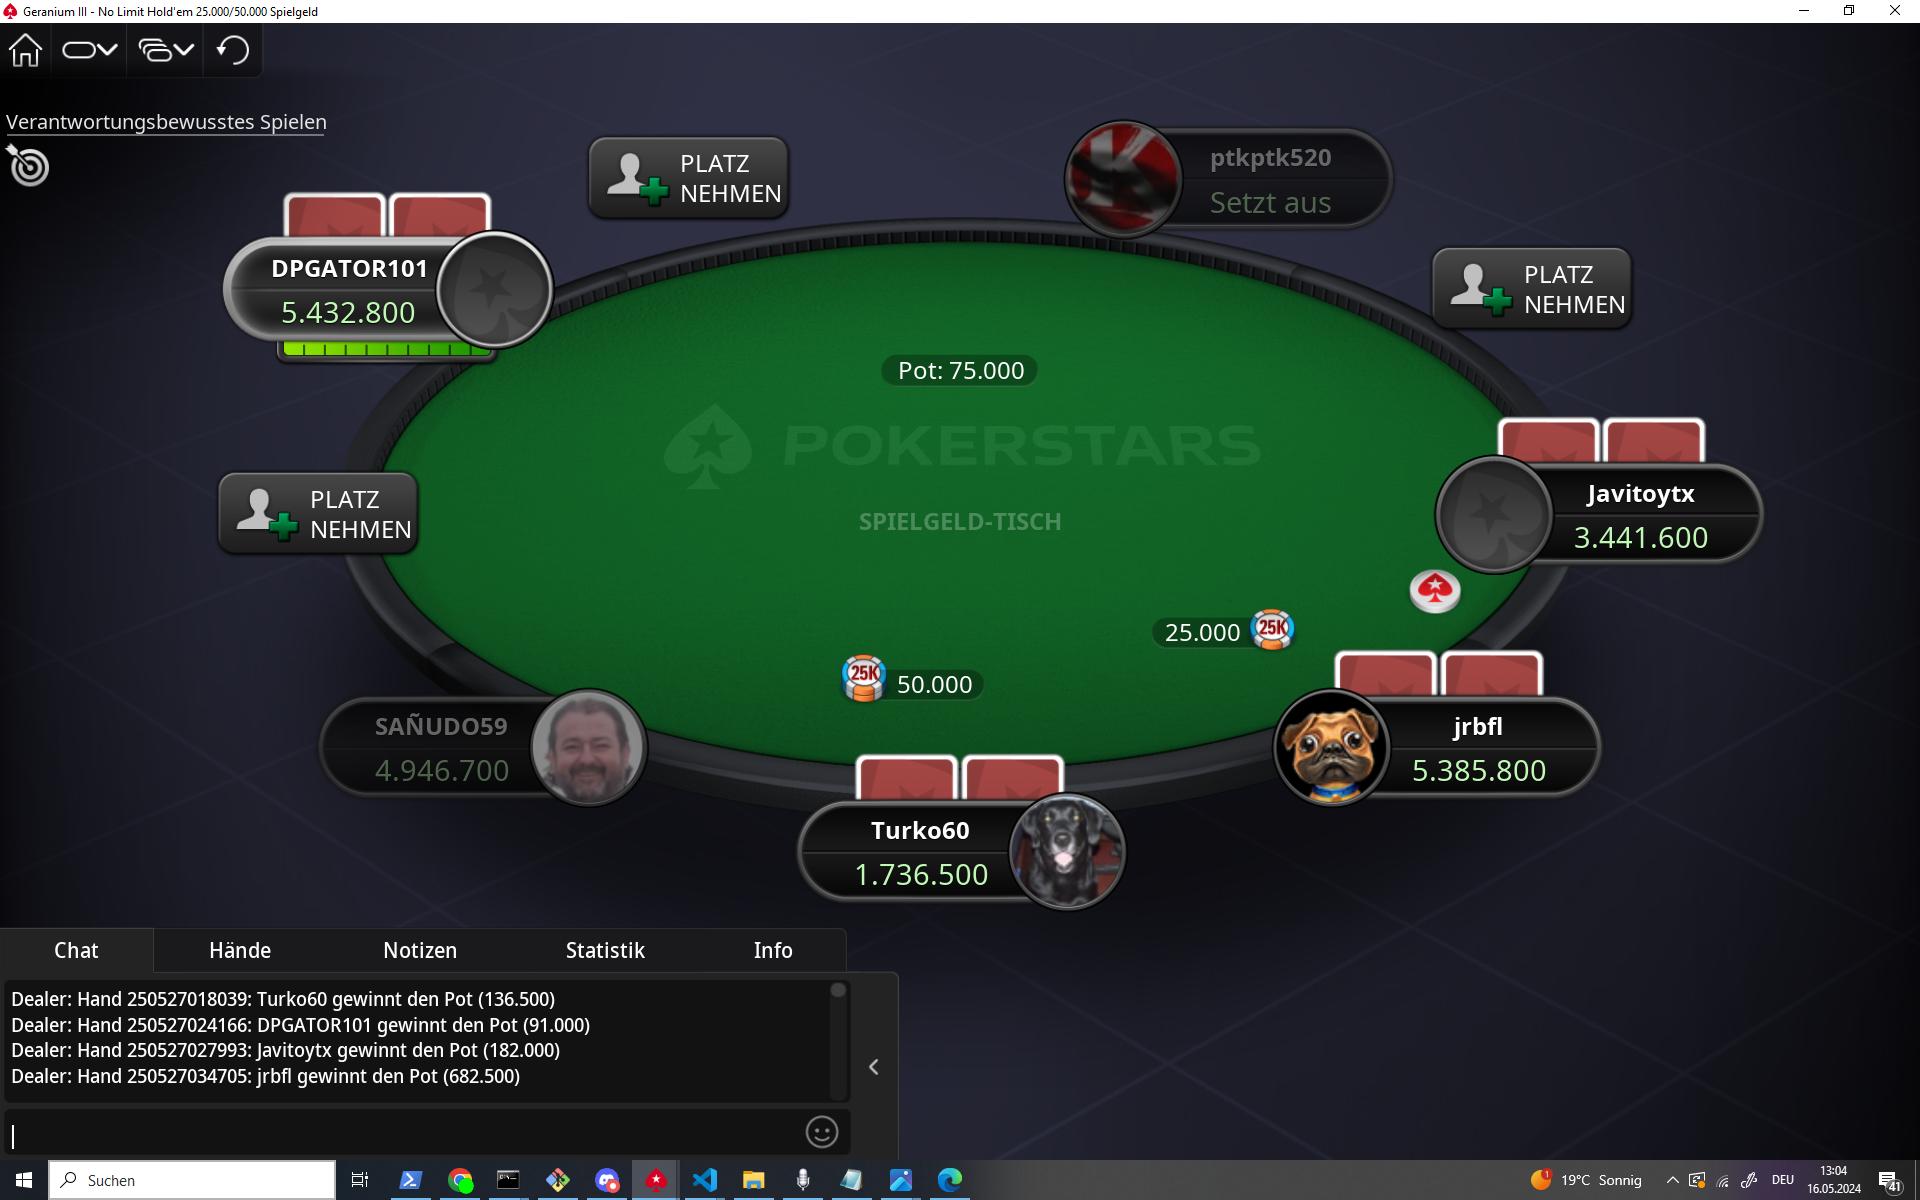 Geranium III - No Limit Hold'em 25.000/50.000 Spielgeld
Verantwortungsbewusstes Spielen
PLATZ
NEHMEN
ptkptk520
Setzt aus
DPGATOR101
5.432.800
PLATZ
NEHMEN
Pot: 75.000
POKERSTARS
SPIELGELD-TISCH
Javitoytx
3.441.600
PLATZ
NEHMEN
25.000
25K
25K
50.000
SAÑUDO59
4.946.700
jrbfl
5.385.800
Turko60
1.736.500
Chat Hände Notizen Statistik Info
Dealer: Hand 250527018039: Turko60 gewinnt den Pot (136.500)
Dealer: Hand 250527024166: DPGATOR101 gewinnt den Pot (91.000)
Dealer: Hand 250527027993: Javitoytx gewinnt den Pot (182.000)
Dealer: Hand 250527034705: jrbfl gewinnt den Pot (682.500)
Suchen
1
19°C Sonnig
DEU
13:04
16.05.2024
41